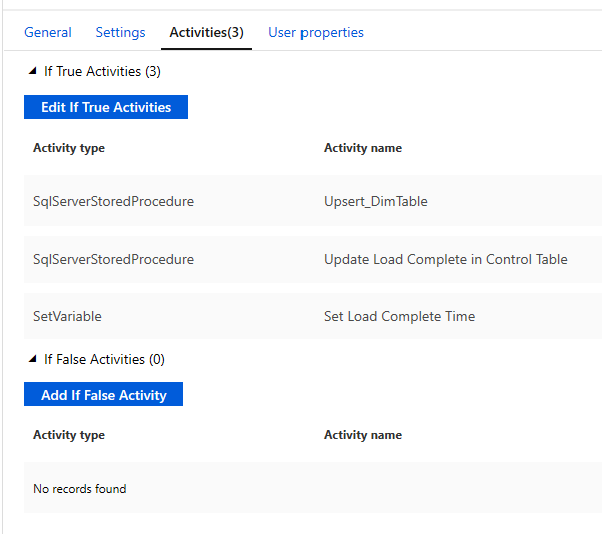 General Settings Activities(3) User properties
If True Activities (3)
Edit If True Activities
Activity type Activity name
SqlServerStoredProcedure Upsert_DimTable
SqlServerStoredProcedure Update Load Complete in Control Table
SetVariable Set Load Complete Time
If False Activities (0)
Add If False Activity
Activity type Activity name
No records found